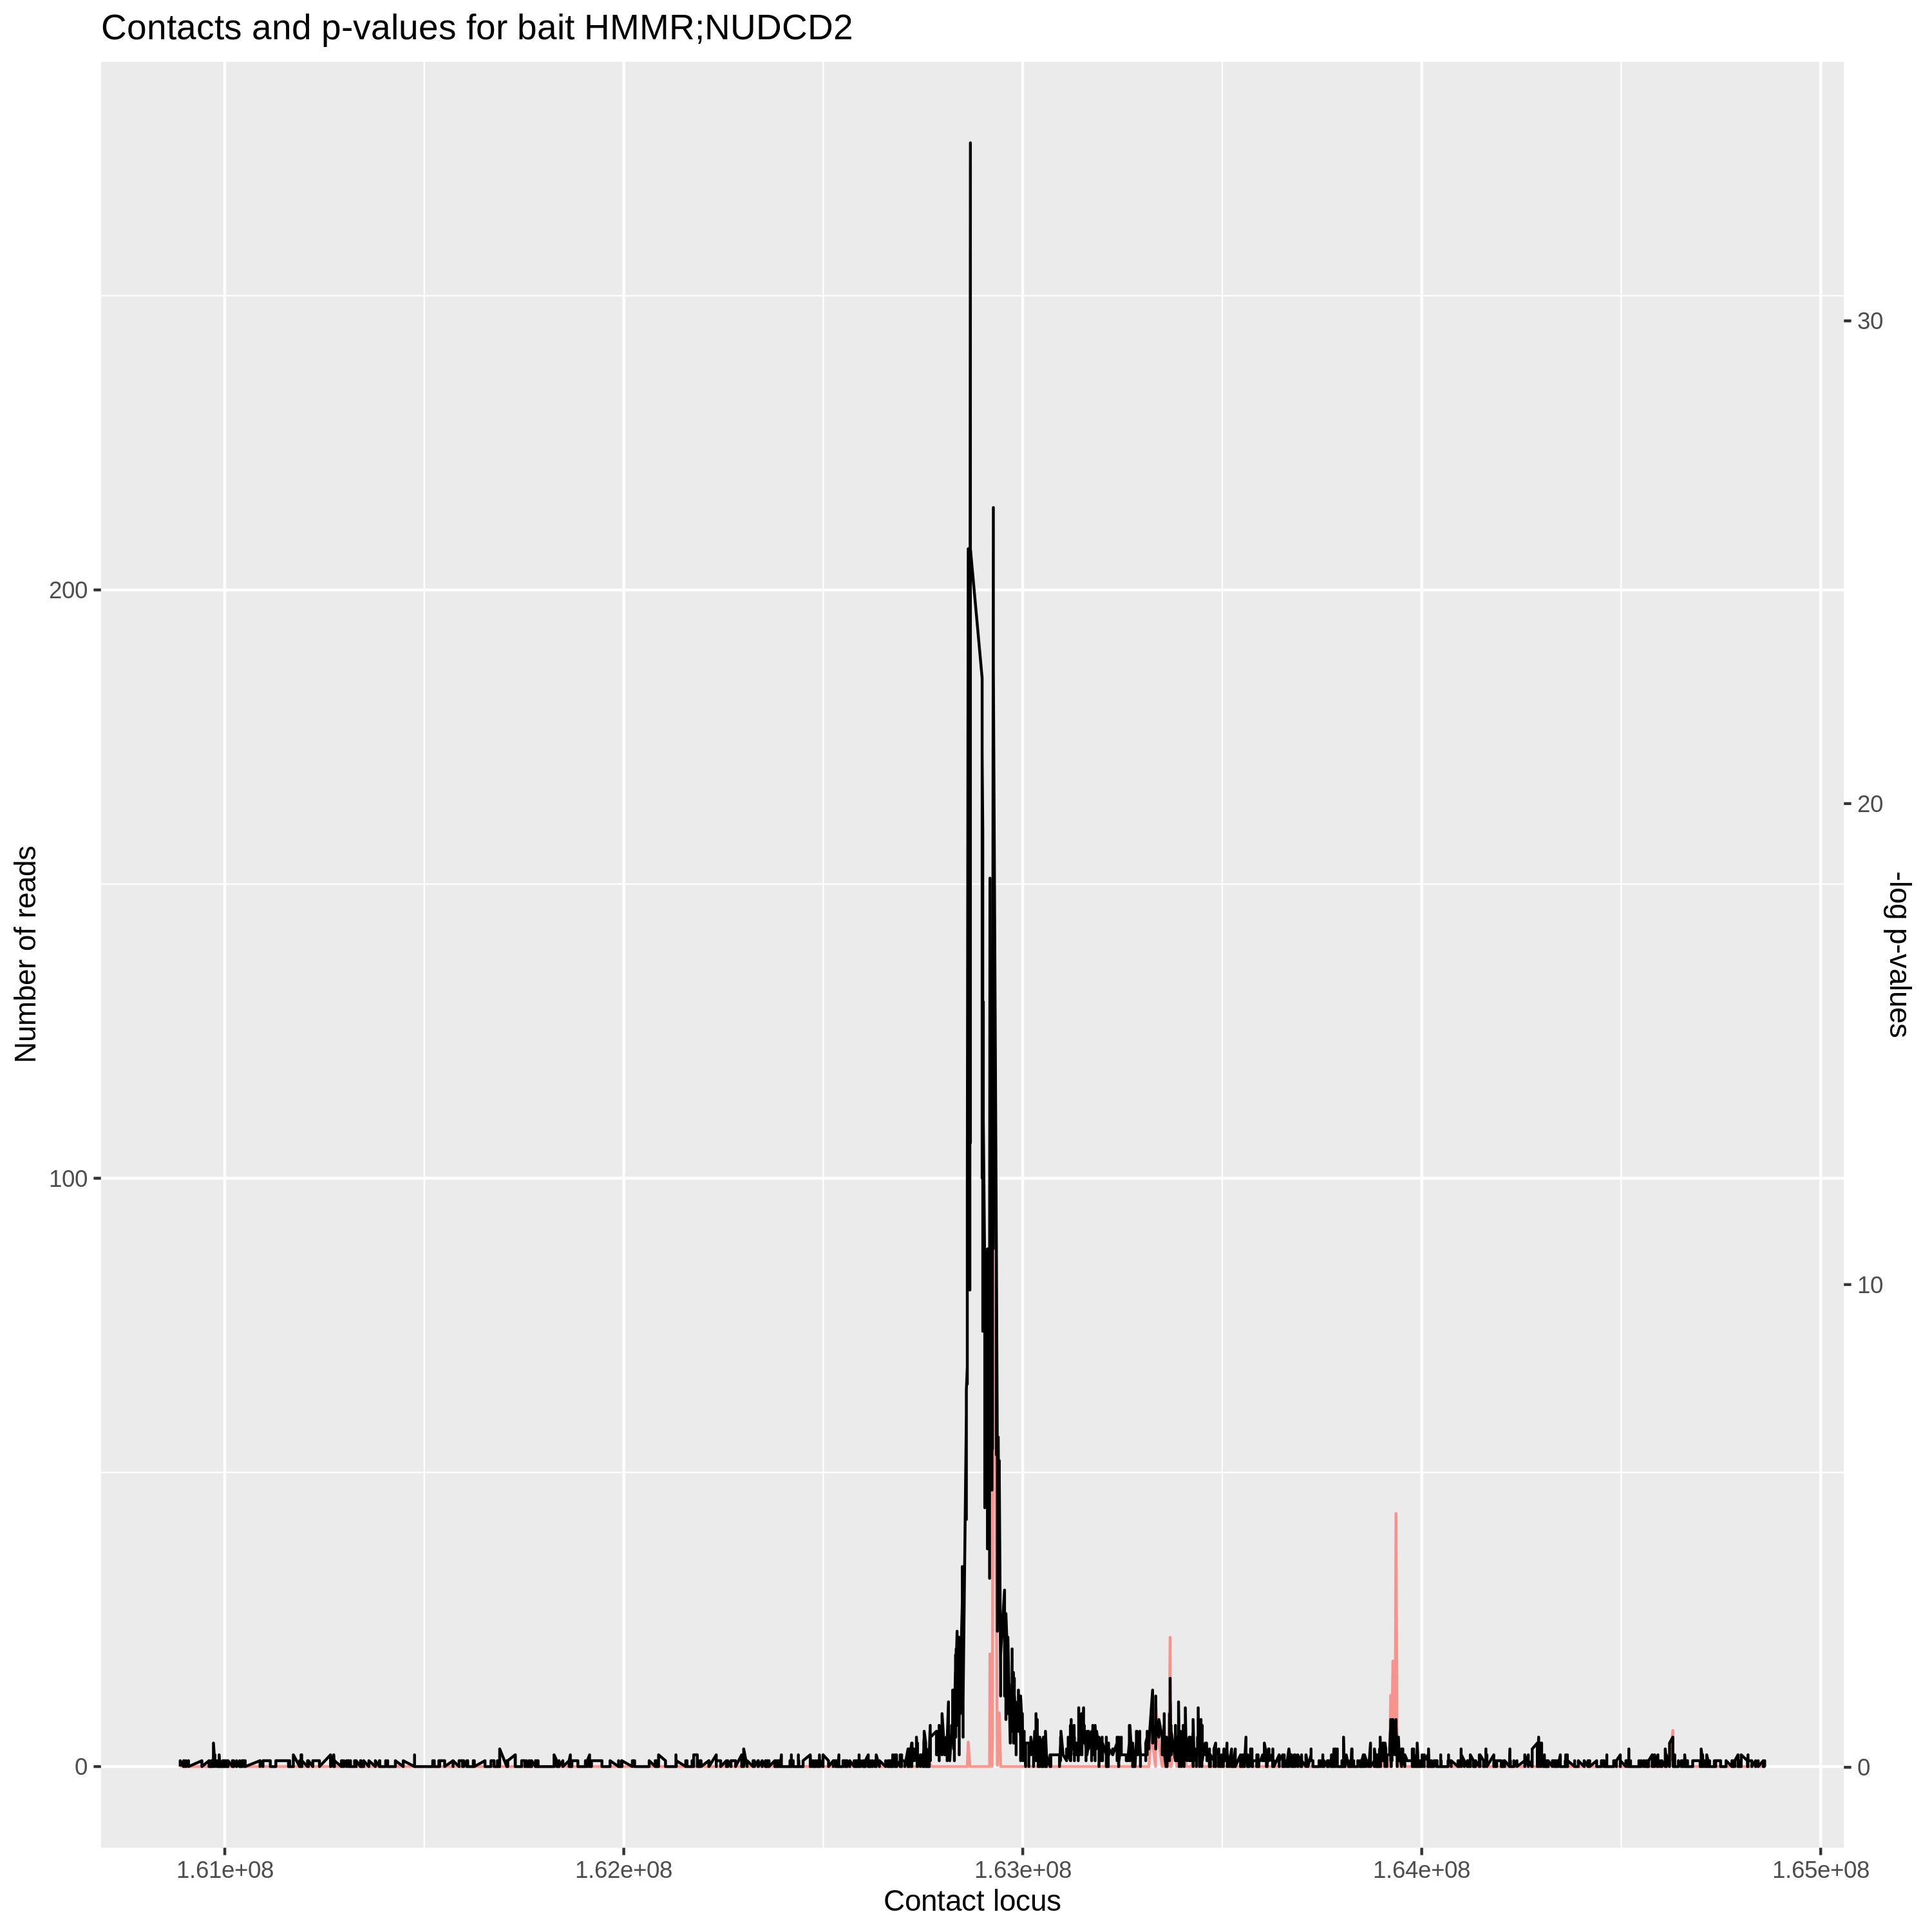 Contacts and p-values for bait HMMR;NUDCD2
Number of reads
200
100
0
30
20
10
0
-log p-values
1.61e+08 1.62e+08 1.63e+08 1.64e+08 1.65e+08
Contact locus